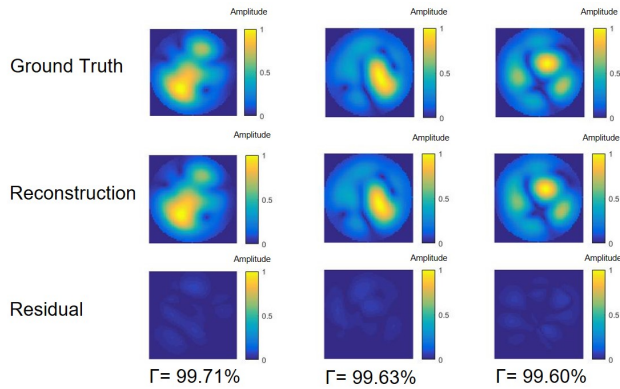 Amplitude Amplitude Amplitude
1 1 1
Ground Truth 0.5 0.5 0.5
0 0 0
Amplitude Amplitude Amplitude
1 1 1
Reconstruction 0.5 0.5 0.5
0 0 0
Amplitude Amplitude Amplitude
1 1 1
Residual 0.5 0.5 0.5
0 0 0
Γ= 99.71% Γ= 99.63% Γ= 99.60%